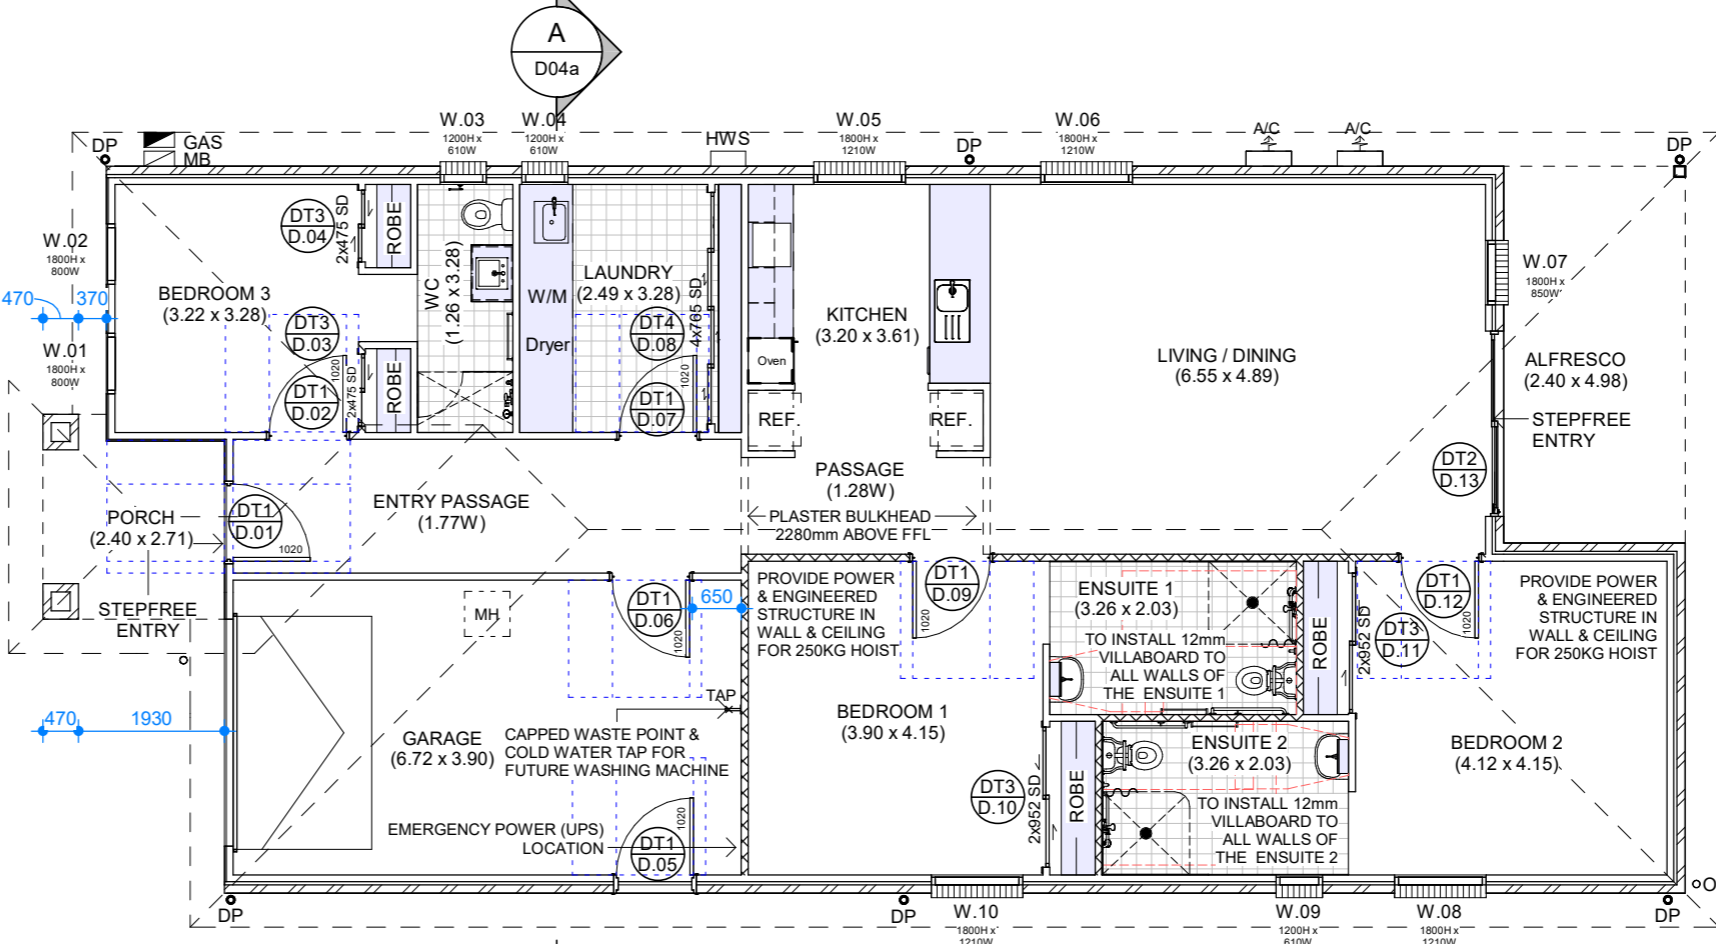 A
D04a
W.03
1200H x
610W
W.04
1200H x
610W
HWS
W.05
1800H x
1210W
DP
W.06
1800H x
1210W
A/C
A/C
DP
DP
GAS
MB
W.02
1800H x
800W
470
370
W.01
1800H x
800W
BEDROOM 3
(3.22 x 3.28)
DT3
D.04
2x475 SD
ROBE
DT3
D.03
DT1
D.02
1020
2x475 SD
ROBE
WC
(1.26 x 3.28)
W/M
Dryer
LAUNDRY
(2.49 x 3.28)
DT4
D.08
4x765 SD
DT1
D.07
1020
KITCHEN
(3.20 x 3.61)
Oven
REF.
REF.
LIVING / DINING
(6.55 x 4.89)
W.07
1800H x
850W
ALFRESCO
(2.40 x 4.98)
STEPFREE
ENTRY
DT2
D.13
PORCH
(2.40 x 2.71)
DT1
D.01
1020
ENTRY PASSAGE
(1.77W)
PASSAGE
(1.28W)
PLASTER BULKHEAD
2280mm ABOVE FFL
STEPFREE
ENTRY
MH
DT1
D.06
1020
650
PROVIDE POWER
& ENGINEERED
STRUCTURE IN
WALL & CEILING
FOR 250KG HOIST
DT1
D.09
1020
ENSUITE 1
(3.26 x 2.03)
TO INSTALL 12mm
VILLABOARD TO
ALL WALLS OF
THE ENSUITE 1
ROBE
2x952 SD
DT3
D.11
DT1
D.12
1020
PROVIDE POWER
& ENGINEERED
STRUCTURE IN
WALL & CEILING
FOR 250KG HOIST
470
1930
GARAGE
(6.72 x 3.90)
TAP
CAPPED WASTE POINT &
COLD WATER TAP FOR
FUTURE WASHING MACHINE
EMERGENCY POWER (UPS)
LOCATION
DT1
D.05
1020
BEDROOM 1
(3.90 x 4.15)
DT3
D.10
2x952 SD
ROBE
ENSUITE 2
(3.26 x 2.03)
TO INSTALL 12mm
VILLABOARD TO
ALL WALLS OF
THE ENSUITE 2
BEDROOM 2
(4.12 x 4.15)
DP
DP
W.10
1800H x
1210W
W.09
1200H x
610W
W.08
1800H x
1210W
DP
O